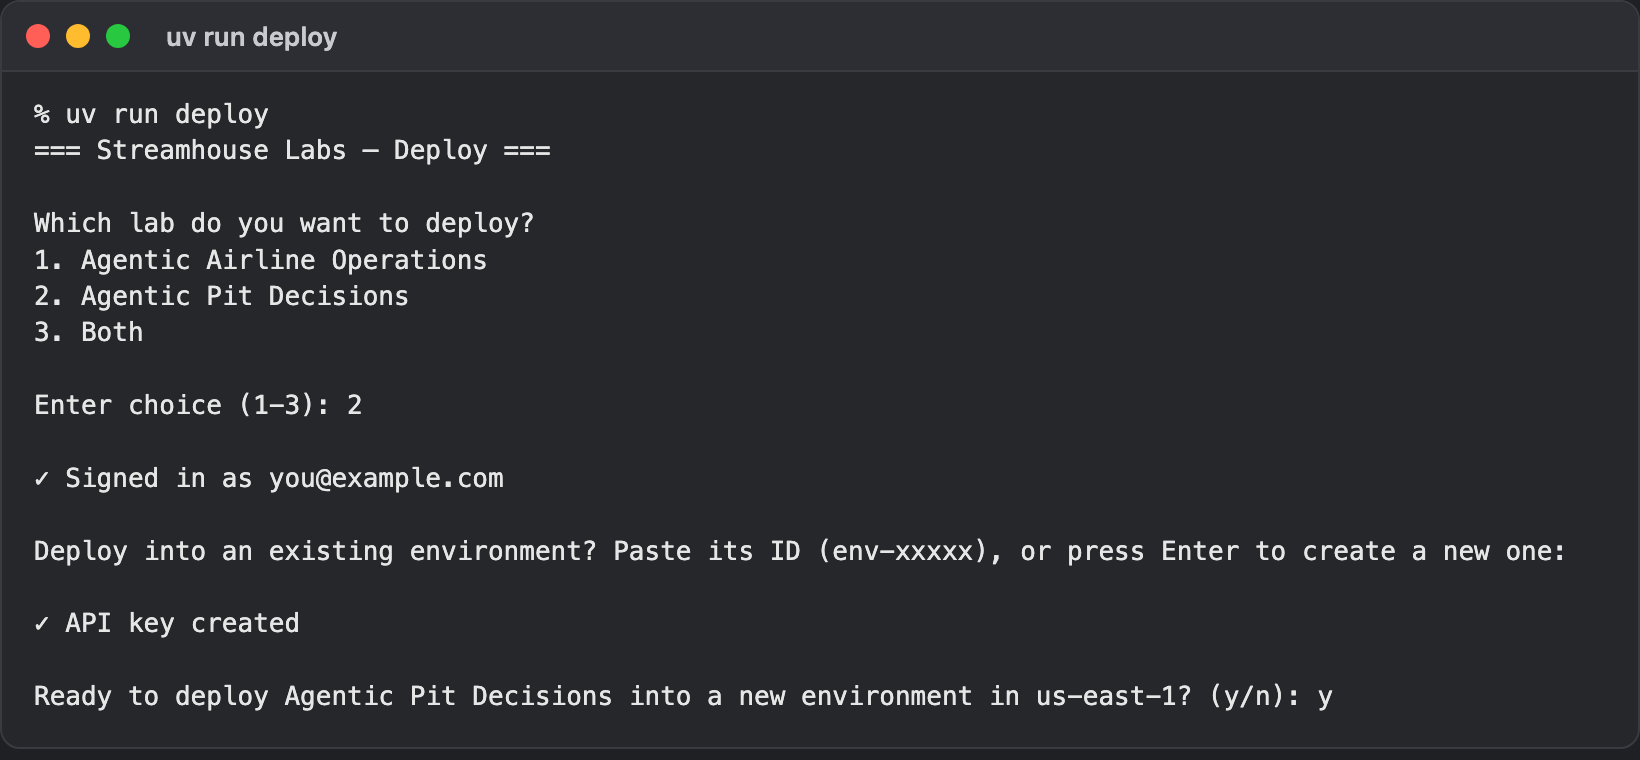 uv run deploy
% uv run deploy
=== Streamhouse Labs — Deploy ===
Which lab do you want to deploy?
1. Agentic Airline Operations
2. Agentic Pit Decisions
3. Both
Enter choice (1-3): 2
✓ Signed in as you@example.com
Deploy into an existing environment? Paste its ID (env-xxxxx), or press Enter to create a new one:
✓ API key created
Ready to deploy Agentic Pit Decisions into a new environment in us-east-1? (y/n): y